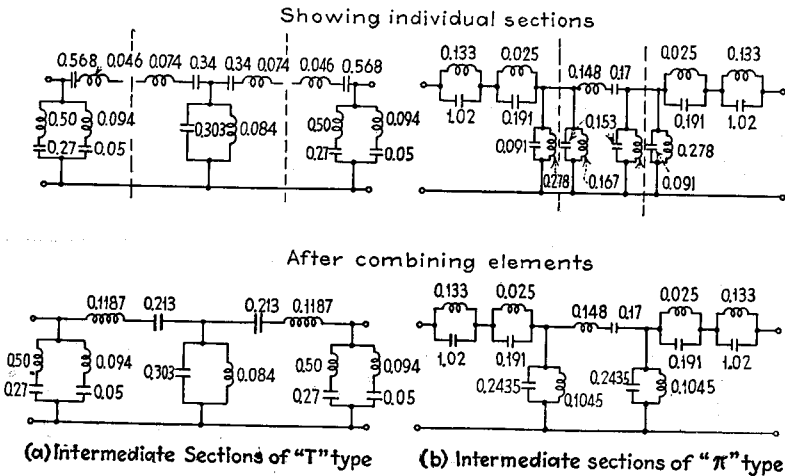 Showing individual sections
0.568 0.046 0.074 0.34 0.34 0.074 0.046 0.568
0.50 0.094 0.303 0.084 0.50 0.094
0.27 0.05 0.27 0.05
0.133 0.025 0.148 0.17 0.025 0.133
1.02 0.191 0.153 0.191 1.02
0.091 0.278
0.278 0.167 0.091
After combining elements
0.1187 0.213 0.213 0.1187
0.50 0.094 0.303 0.084 0.50 0.094
0.27 0.05 0.27 0.05
0.133 0.025 0.148 0.17 0.025 0.133
1.02 0.191 0.191 1.02
0.2435 0.1045 0.2435 0.1045
(a) Intermediate Sections of "T" type
(b) Intermediate sections of "π" type